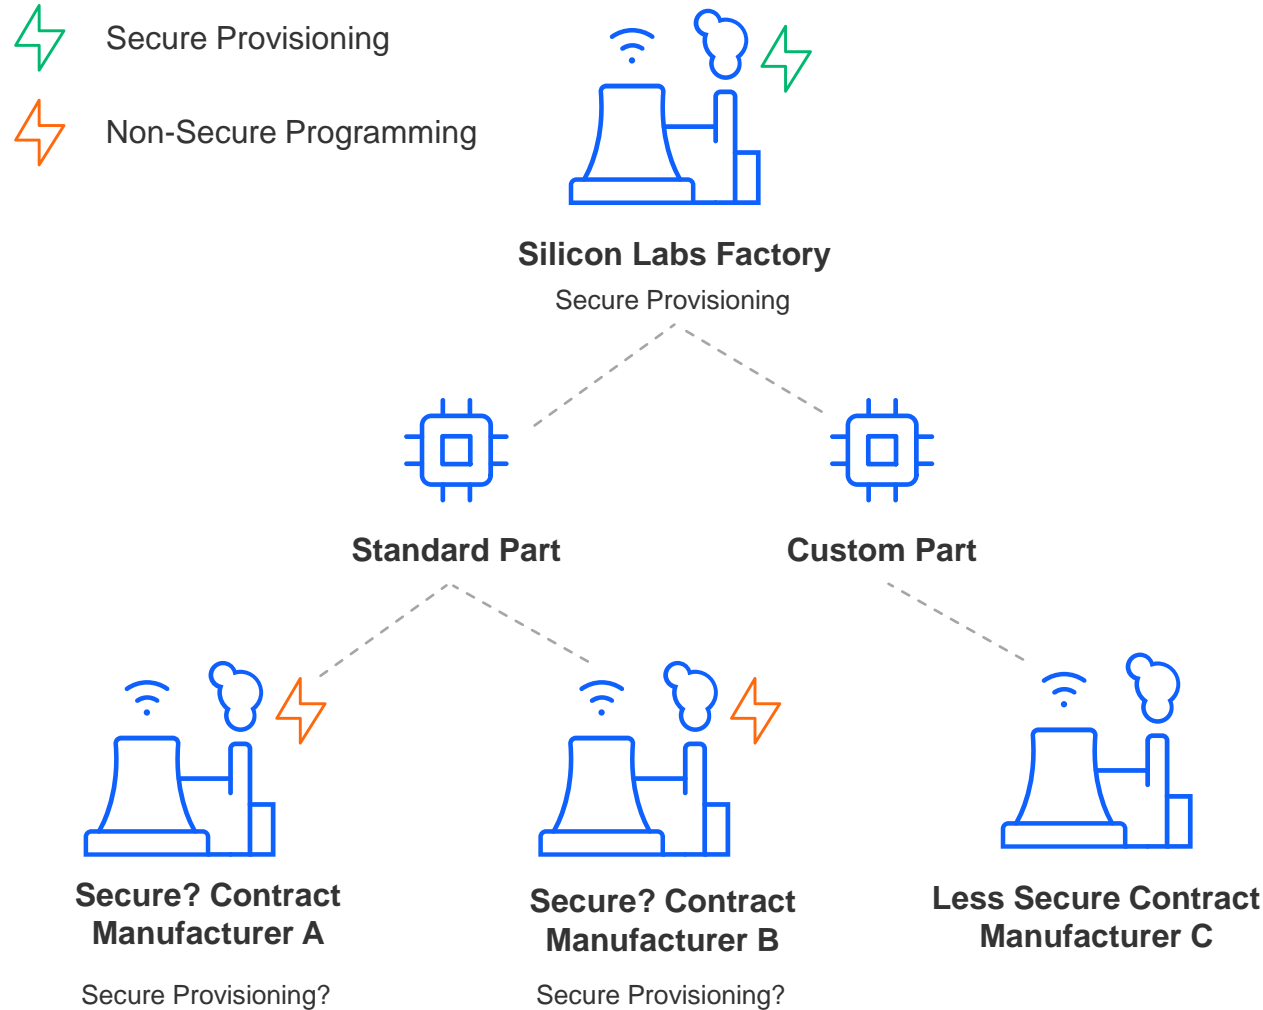 Secure Provisioning
Non-Secure Programming
Silicon Labs Factory
Secure Provisioning
Standard Part
Custom Part
Secure? Contract
Manufacturer A
Secure Provisioning?
Secure? Contract
Manufacturer B
Secure Provisioning?
Less Secure Contract
Manufacturer C